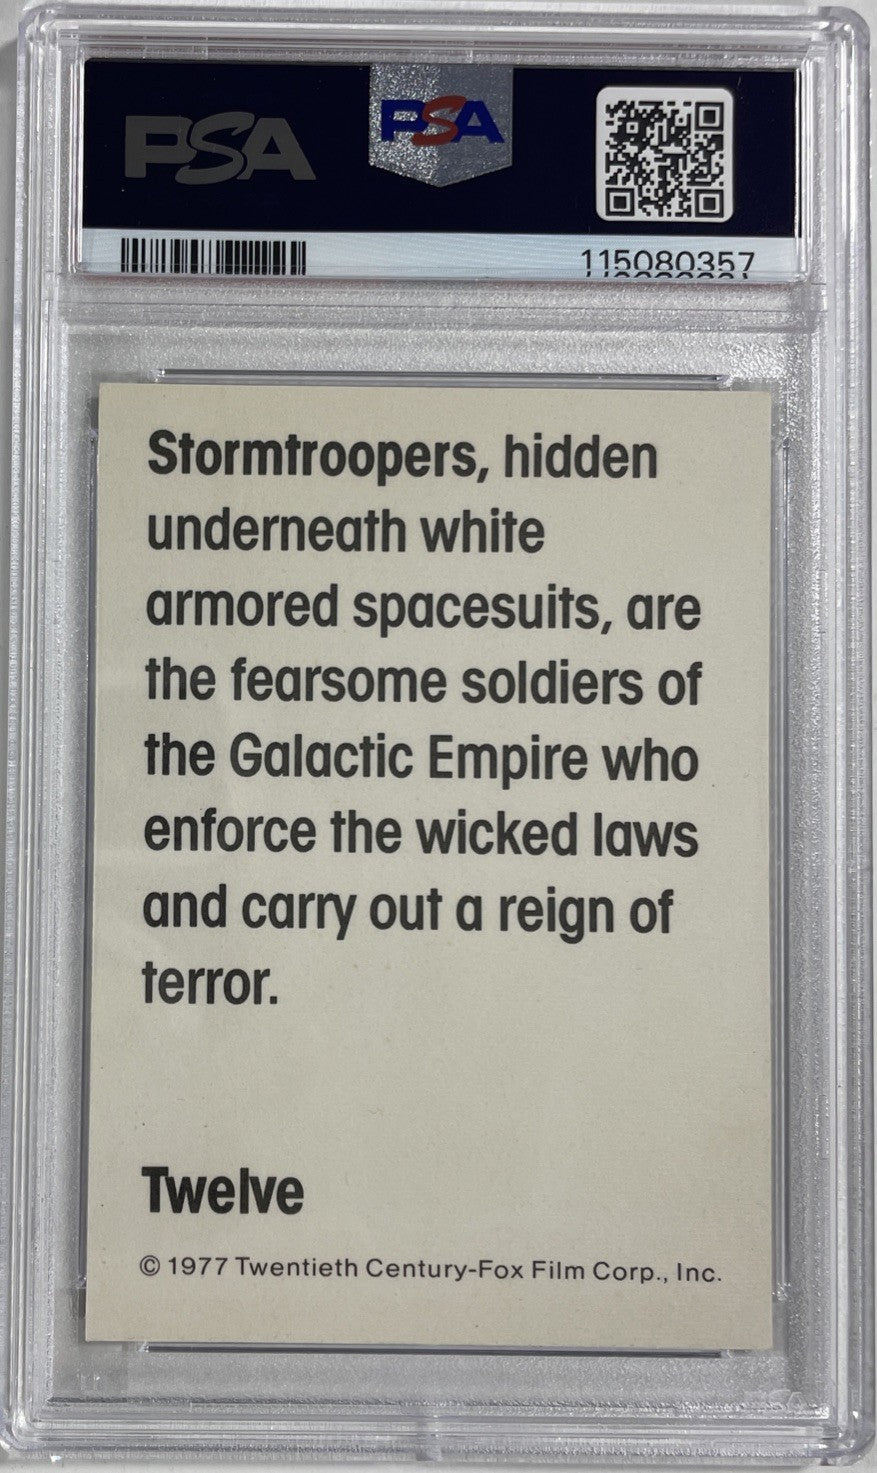 PSA
PSA
115080357
Stormtroopers, hidden
underneath white
armored spacesuits, are
the fearsome soldiers of
the Galactic Empire who
enforce the wicked laws
and carry out a reign of
terror.
Twelve
© 1977 Twentieth Century-Fox Film Corp., Inc.